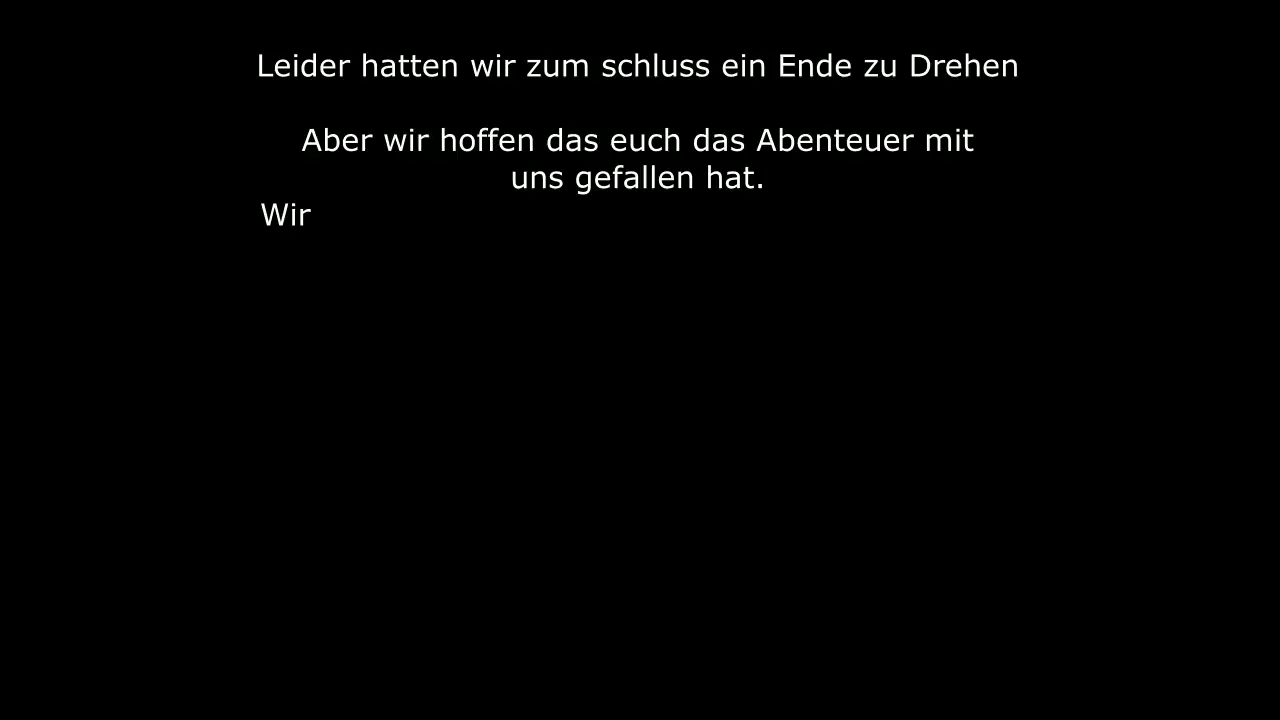 Leider hatten wir zum schluss ein Ende zu Drehen
Aber wir hoffen das euch das Abenteuer mit
uns gefallen hat.
Wir